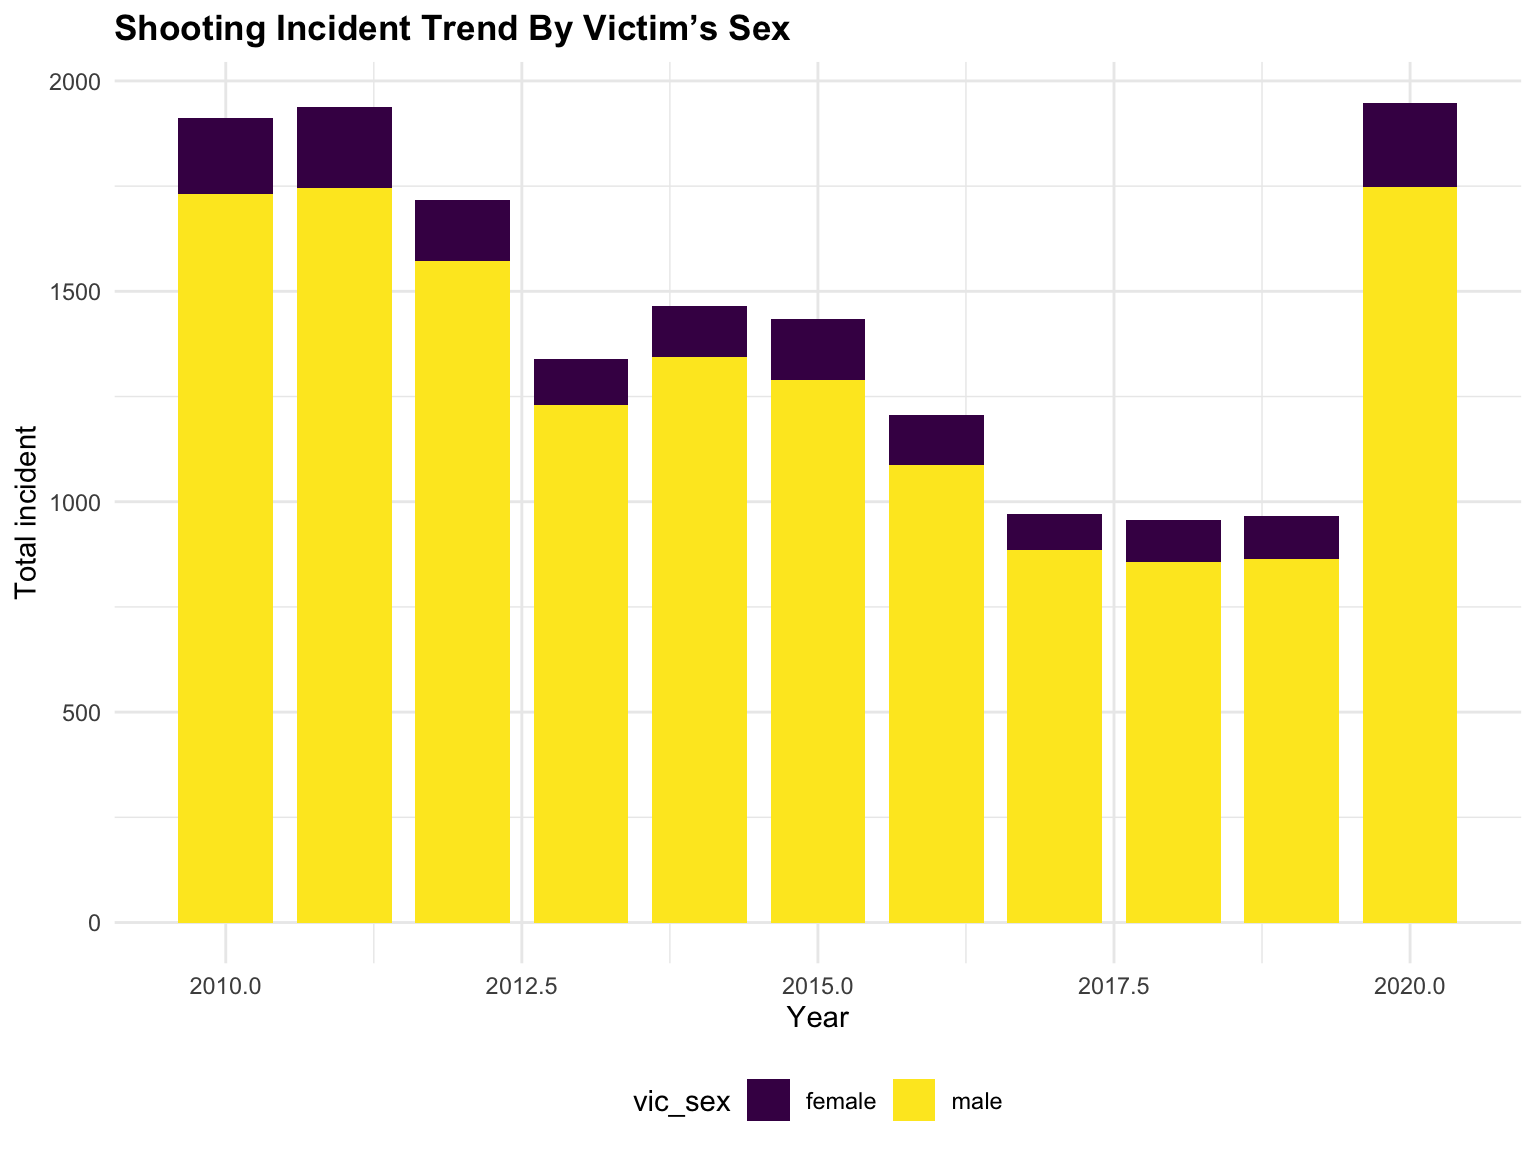 Shooting Incident Trend By Victim’s Sex
2000
1500
1000
500
0
Total incident
2010.0 2012.5 2015.0 2017.5 2020.0
Year
vic_sex female male